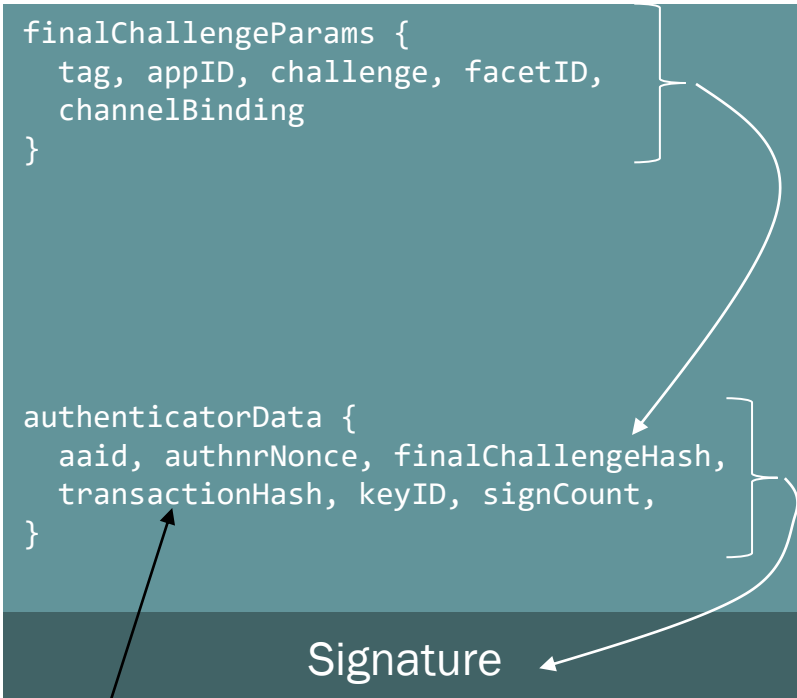 finalChallengeParams {
tag, appID, challenge, facetID,
channelBinding
}
authenticatorData {
aaid, authnrNonce, finalChallengeHash,
transactionHash, keyID, signCount,
}
Signature